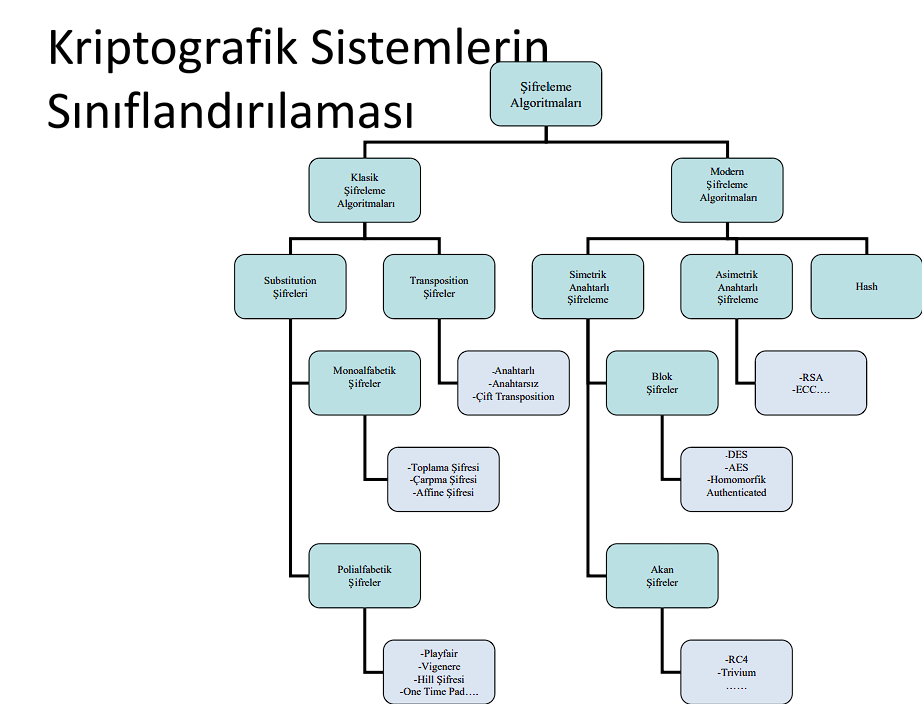 Kriptografik Sistemlerin
Sınıflandırılaması
Şifreleme
Algoritmaları
Klasik
Şifreleme
Algoritmaları
Modern
Şifreleme
Algoritmaları
Substitution
Şifreleri
Transposition
Şifreler
Simetrik
Anahtarlı
Şifreleme
Asimetrik
Anahtarlı
Şifreleme
Hash
Monoalfabetik
Şifreler
-Anahtarlı
-Anahtarsız
-Çift Transposition
Blok
Şifreler
-RSA
-ECC….
-Toplama Şifresi
-Çarpma Şifresi
-Affine Şifresi
-DES
-AES
-Homomorfik
Authenticated
Polialfabetik
Şifreler
Akan
Şifreler
-Playfair
-Vigenere
-Hill Şifresi
-One Time Pad….
-RC4
-Trivium
……